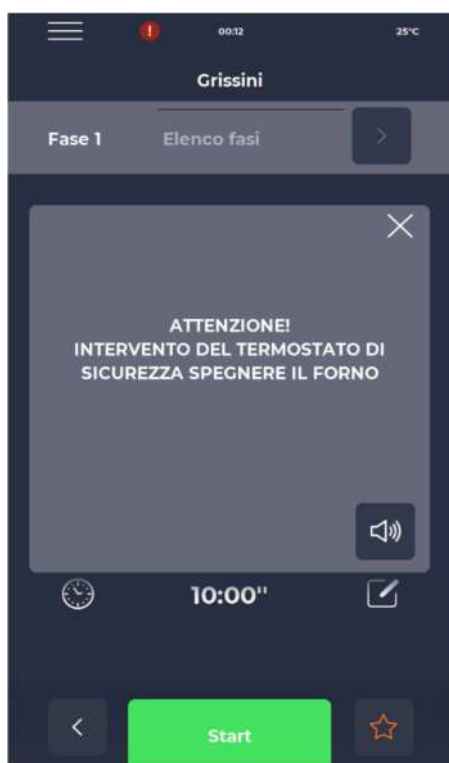 ! 00:12 25°C
Grissini
Fase 1 Elenco fasi
ATTENZIONE!
INTERVENTO DEL TERMOSTATO DI
SICUREZZA SPEGNERE IL FORNO
10:00"
Start